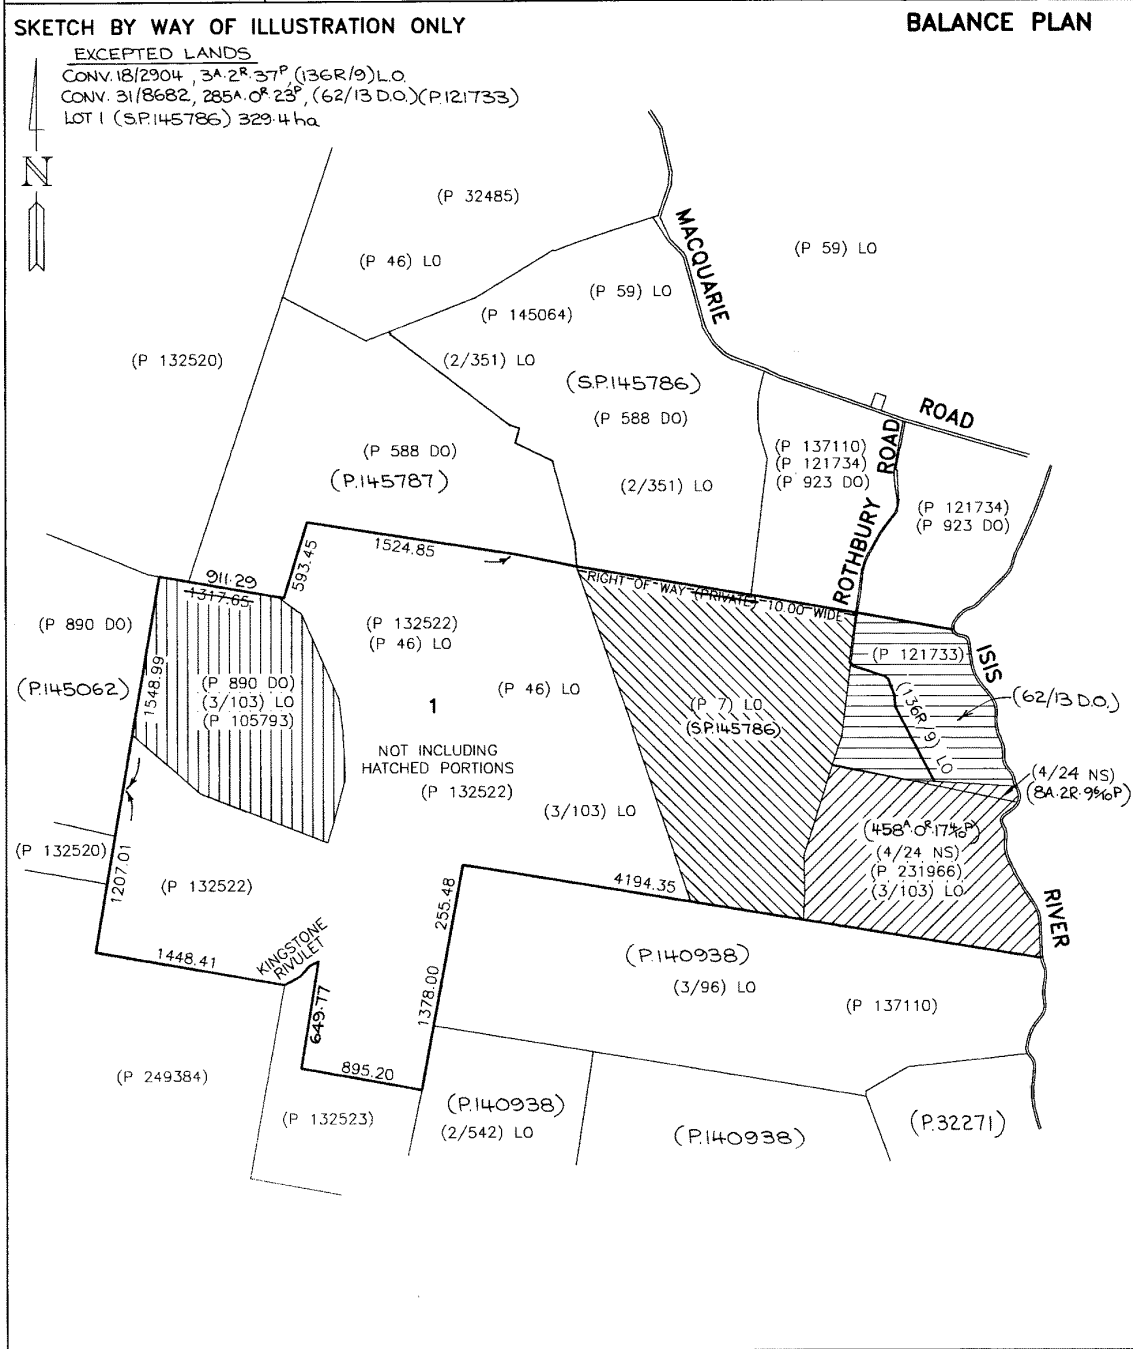 SKETCH BY WAY OF ILLUSTRATION ONLY
BALANCE PLAN
EXCEPTED LANDS
CONV. 18/2904, 3A.2R.37P, (136R/9)L.O.
CONV. 31/8682, 285A.0R.23P, (62/13 D.O.)(P.121733)
LOT 1 (S.P.145786) 329.4ha
N
(P 32485)
(P 46) LO
MACQUARIE
(P 59) LO
(P 59) LO
(P 145064)
(P 132520)
(2/351) LO
(S.P.145786)
(P 588 DO)
ROAD
(P 588 DO)
(P.145787)
(2/351) LO
(P 137110)
(P 121734)
(P 923 DO)
ROTHBURY ROAD
(P 121734)
(P 923 DO)
1524.85
593.45
911.29
1317.65
RIGHT OF WAY (PRIVATE) 10.00 WIDE
(P 890 DO)
(P 132522)
(P 46) LO
ISIS
(P 121733)
(P.145062)
1548.99
(P 890 DO)
(3/103) LO
(P 105793)
(P 46) LO
1
(P 7) LO
(S.P.145786)
(136R 9) LO
(62/13 D.O.)
NOT INCLUDING
HATCHED PORTIONS
(P 132522)
(3/103) LO
(4/24 NS)
(8A.2R.9 6/10P)
(458A.0R.17 4/10P)
(4/24 NS)
(P 231966)
(3/103) LO
(P 132520)
1207.01
(P 132522)
255.48
4194.35
RIVER
1448.41
KINGSTONE
RIVULET
649.77
1378.00
(P.140938)
(3/96) LO
(P 137110)
895.20
(P 249384)
(P 132523)
(P.140938)
(2/542) LO
(P.140938)
(P.32271)